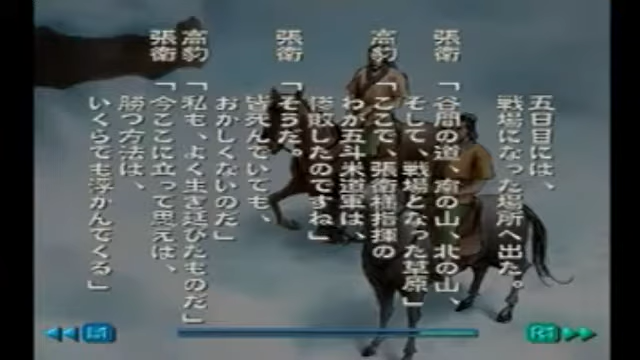 五日目には、
戦場になった場所へ出た。
張衛「谷間の道、南の山、北の山、
そして、戦場となった草原」
高豹「ここで、張衛様指揮の
わが五斗米道軍は、
惨敗したのですね」
張衛「そうだ。
皆死んでいても、
おかしくないのだ」
高豹「私も、よく生き延びたものだ」
張衛「今ここに立って思えば、
勝つ方法は、
いくらでも浮かんでくる」
L1
R1